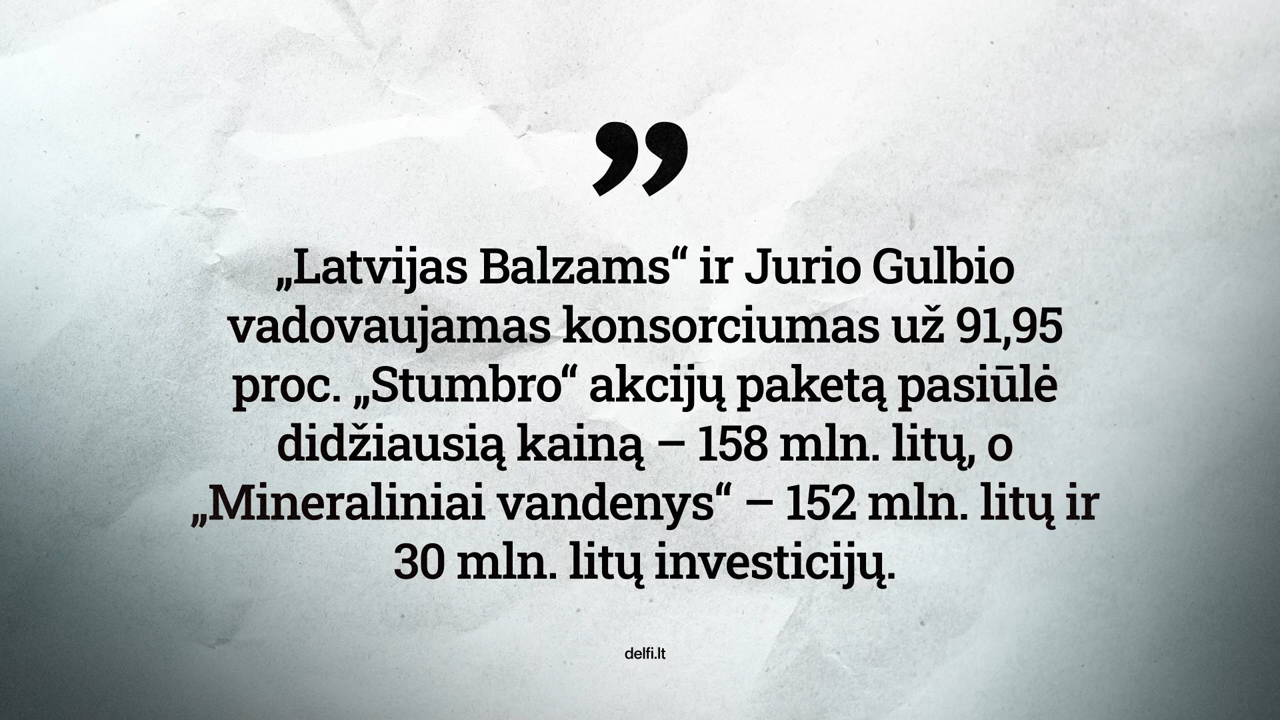 ”
„Latvijas Balzams“ ir Jurio Gulbio
vadovaujamas konsorciumas už 91,95
proc. „Stumbro“ akcijų paketą pasiūlė
didžiausią kainą – 158 mln. litų, o
„Mineraliniai vandenys“ – 152 mln. litų ir
30 mln. litų investicijų.
delfi.lt